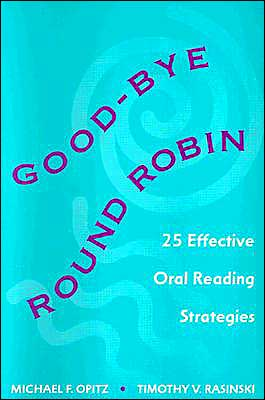 GOOD-BYE
ROUND ROBIN
25 Effective
Oral Reading
Strategies
MICHAEL F. OPITZ • TIMOTHY V. RASINSKI